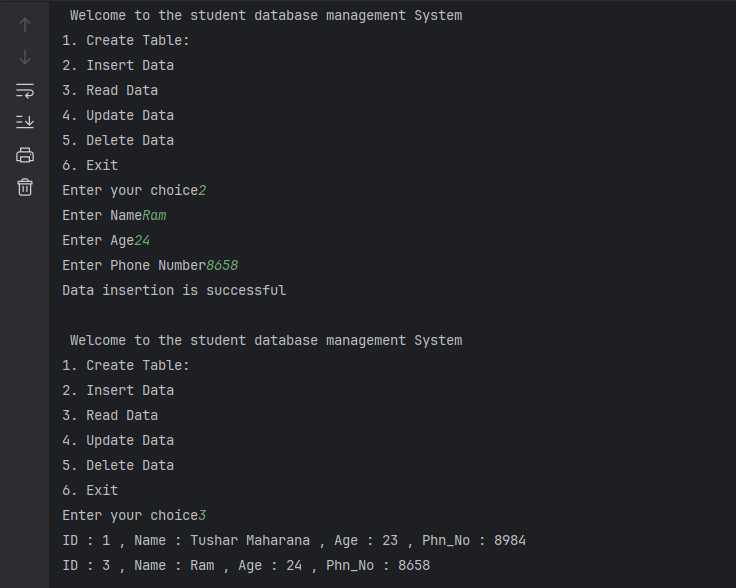 Welcome to the student database management System
1. Create Table:
2. Insert Data
3. Read Data
4. Update Data
5. Delete Data
6. Exit
Enter your choice2
Enter NameRam
Enter Age24
Enter Phone Number8658
Data insertion is successful
Welcome to the student database management System
1. Create Table:
2. Insert Data
3. Read Data
4. Update Data
5. Delete Data
6. Exit
Enter your choice3
ID : 1 , Name : Tushar Maharana , Age : 23 , Phn_No : 8984
ID : 3 , Name : Ram , Age : 24 , Phn_No : 8658